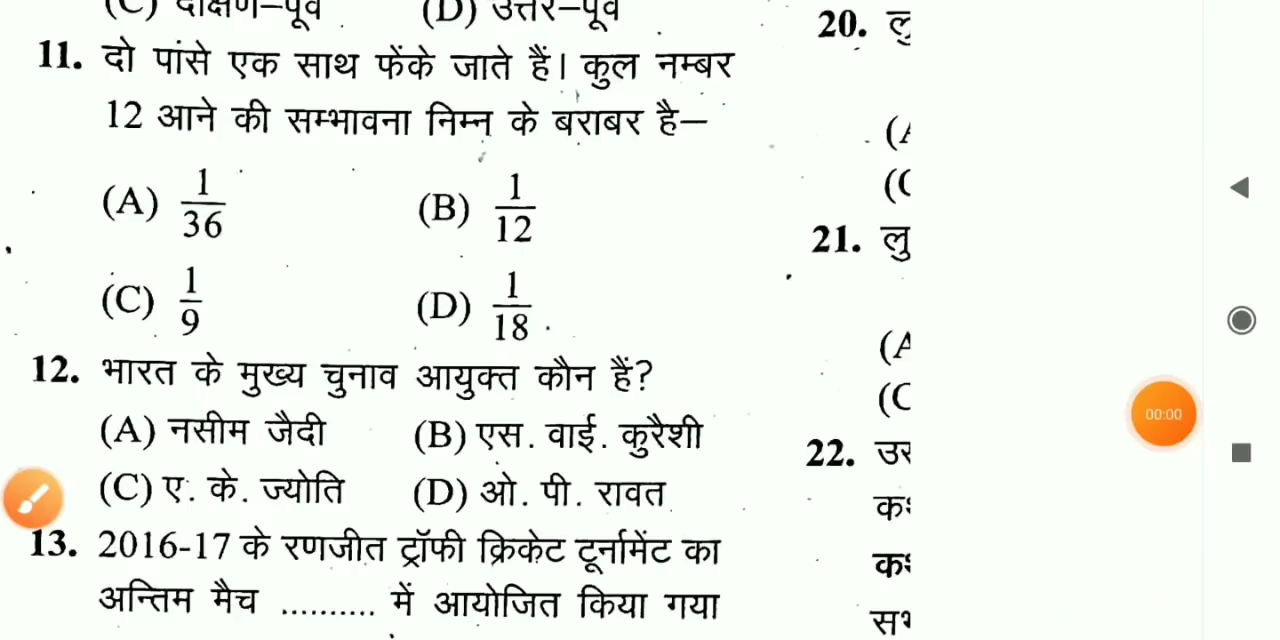 (C) दक्षिण–पूर्व (D) उत्तर–पूर्व
11. दो पांसे एक साथ फेंके जाते हैं। कुल नम्बर
12 आने की सम्भावना निम्न के बराबर है—
(A) 1/36 (B) 1/12
(C) 1/9 (D) 1/18
12. भारत के मुख्य चुनाव आयुक्त कौन हैं?
(A) नसीम जैदी (B) एस. वाई. कुरैशी
(C) ए. के. ज्योति (D) ओ. पी. रावत
13. 2016-17 के रणजीत ट्रॉफी क्रिकेट टूर्नामेंट का
अन्तिम मैच .......... में आयोजित किया गया
20.
21.
22.
00:00